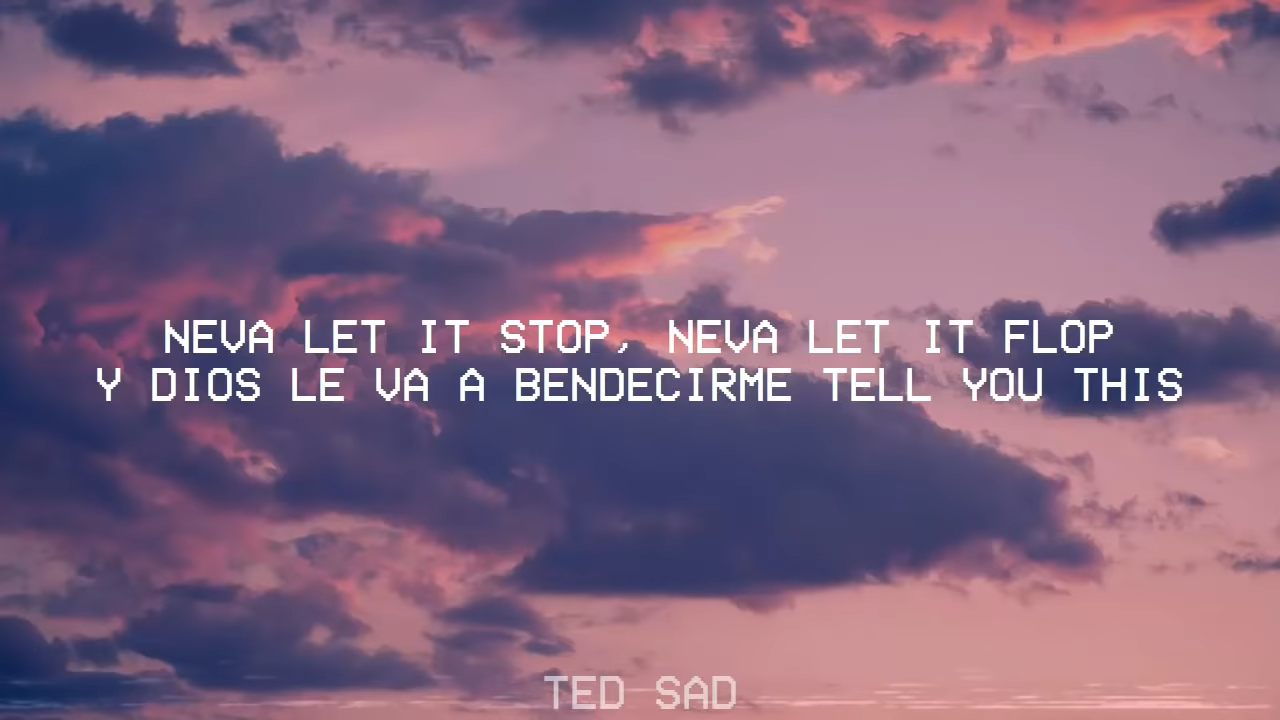 NEVA LET IT STOP, NEVA LET IT FLOP
Y DIOS LE VA A BENDECIRME TELL YOU THIS
TED SAD